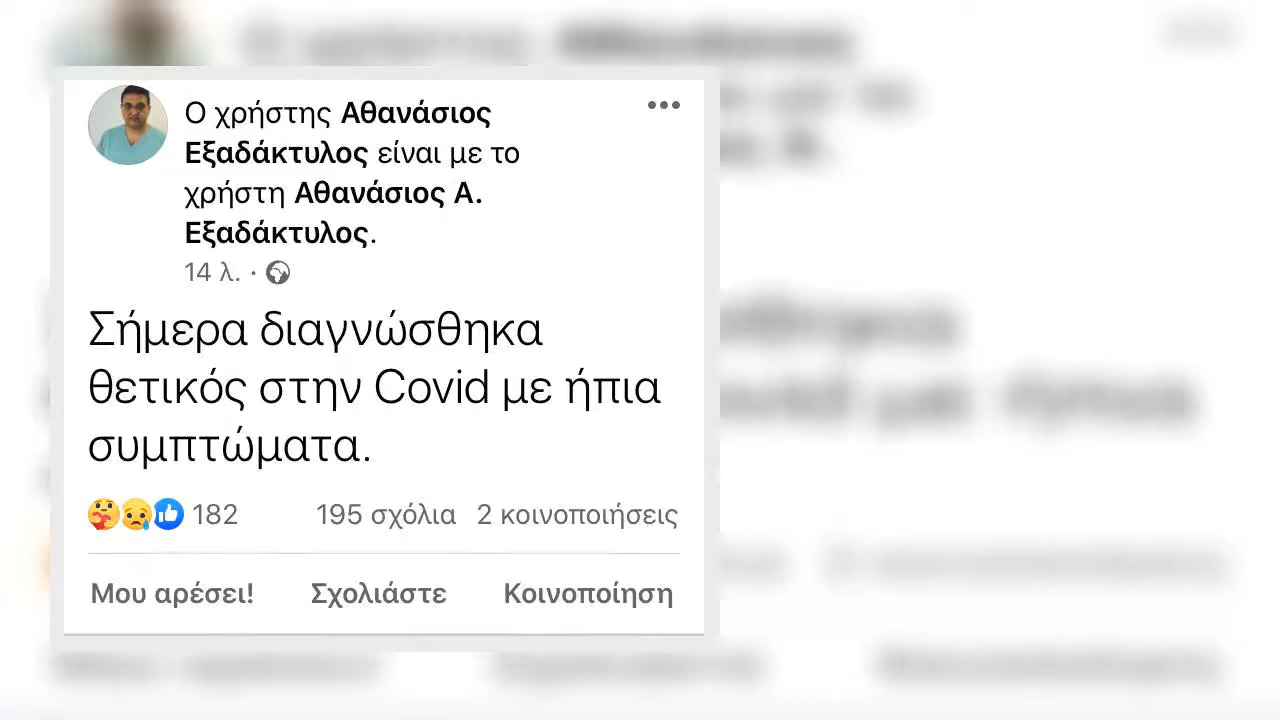 Ο χρήστης Αθανάσιος
Εξαδάκτυλος είναι με το
χρήστη Αθανάσιος Α.
Εξαδάκτυλος.
14 λ. ·
Σήμερα διαγνώσθηκα
θετικός στην Covid με ήπια
συμπτώματα.
182 195 σχόλια 2 κοινοποιήσεις
Μου αρέσει! Σχολιάστε Κοινοποίηση